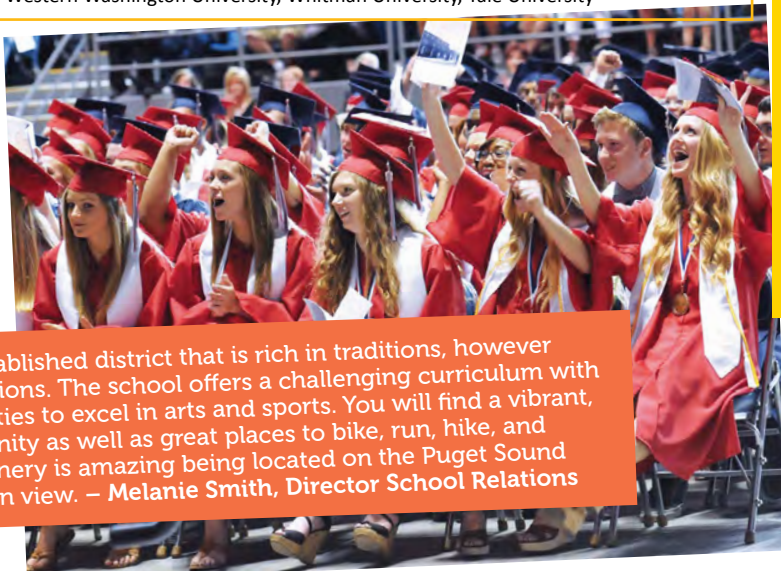 Western Washington University, Whitman University, Yale University
ablished district that is rich in traditions, however
ions. The school offers a challenging curriculum with
ties to excel in arts and sports. You will find a vibrant,
nity as well as great places to bike, run, hike, and
nery is amazing being located on the Puget Sound
n view. – Melanie Smith, Director School Relations